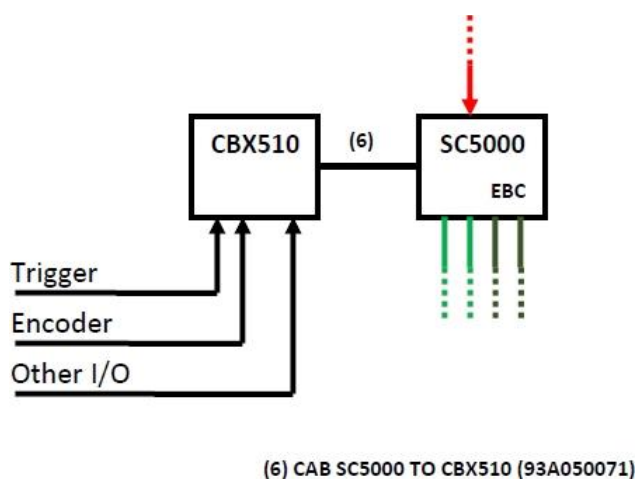 CBX510
(6)
SC5000
EBC
Trigger
Encoder
Other I/O
(6) CAB SC5000 TO CBX510 (93A050071)